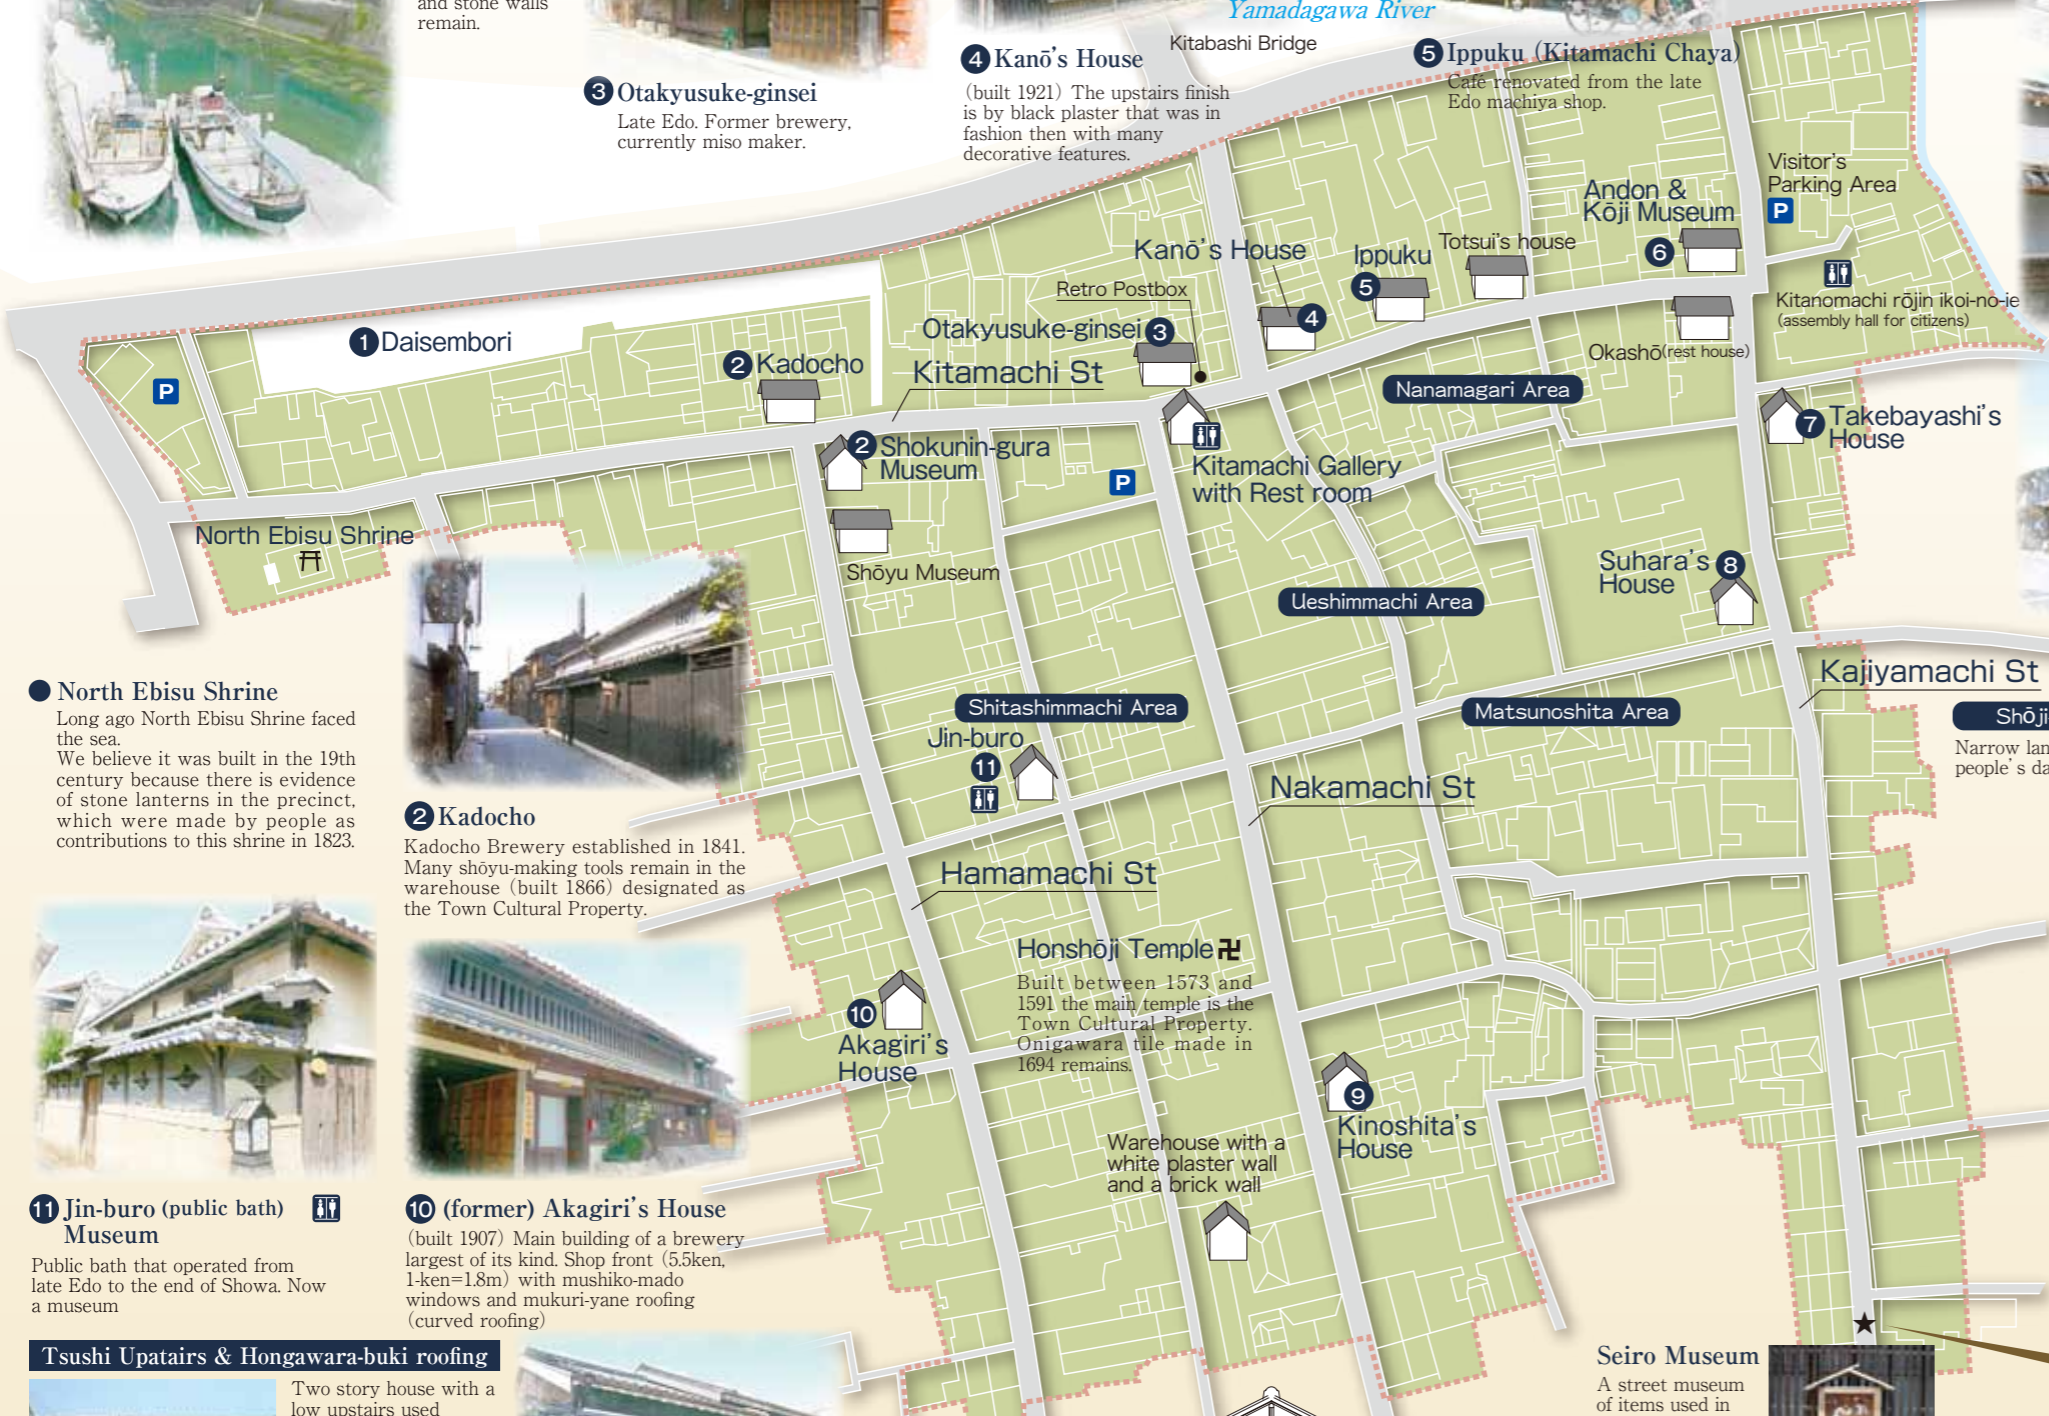 and stone walls
remain.
Yamadagawa River
Kitabashi Bridge
3 Otakyusuke-ginsei
Late Edo. Former brewery,
currently miso maker.
4 Kanō's House
(built 1921) The upstairs finish
is by black plaster that was in
fashion then with many
decorative features.
5 Ippuku (Kitamachi Chaya)
Café renovated from the late
Edo machiya shop.
Visitor's
Parking Area
P
Andon &
Kōji Museum
6
Kanō's House
4
Ippuku
5
Totsui's house
Retro Postbox
Otakyusuke-ginsei 3
Kitanomachi rōjin ikoi-no-ie
(assembly hall for citizens)
Okashō(rest house)
1 Daisembori
2 Kadocho
Kitamachi St
Nanamagari Area
P
7 Takebayashi's
House
2 Shokunin-gura
Museum
P
Kitamachi Gallery
with Rest room
North Ebisu Shrine
Shōyu Museum
Suhara's 8
House
Ueshimmachi Area
Kajiyamachi St
Shitashimmachi Area
Matsunoshita Area
Shōji
Narrow lan
people's da
Jin-buro
11
Nakamachi St
Hamamachi St
Honshōji Temple 卍
Built between 1573 and
1591 the main temple is the
Town Cultural Property.
Onigawara tile made in
1694 remains.
10
Akagiri's
House
9
Kinoshita's
House
Warehouse with a
white plaster wall
and a brick wall
North Ebisu Shrine
Long ago North Ebisu Shrine faced
the sea.
We believe it was built in the 19th
century because there is evidence
of stone lanterns in the precinct,
which were made by people as
contributions to this shrine in 1823.
2 Kadocho
Kadocho Brewery established in 1841.
Many shōyu-making tools remain in the
warehouse (built 1866) designated as
the Town Cultural Property.
11 Jin-buro (public bath)
Museum
Public bath that operated from
late Edo to the end of Showa. Now
a museum
10 (former) Akagiri's House
(built 1907) Main building of a brewery
largest of its kind. Shop front (5.5ken,
1-ken=1.8m) with mushiko-mado
windows and mukuri-yane roofing
(curved roofing)
Tsushi Upatairs & Hongawara-buki roofing
Two story house with a
low upstairs used
Seiro Museum
A street museum
of items used in